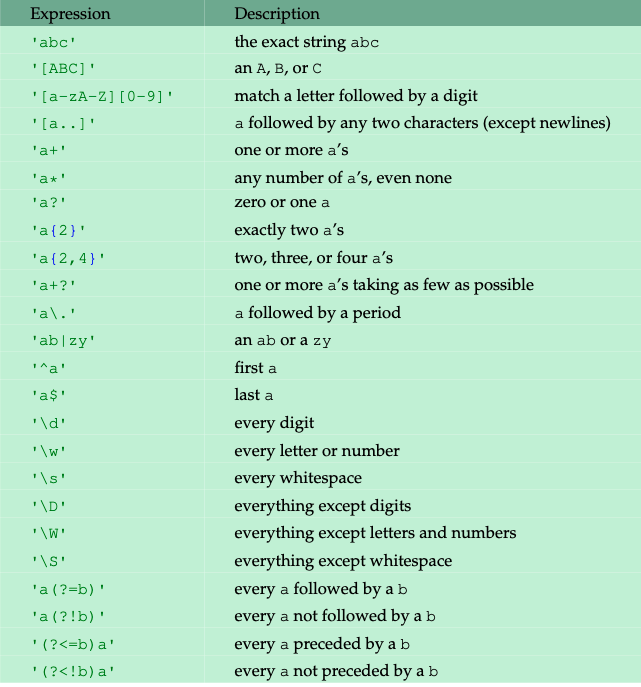 Expression Description
'abc' the exact string abc
'[ABC]' an A, B, or C
'[a-zA-Z][0-9]' match a letter followed by a digit
'[a..]' a followed by any two characters (except newlines)
'a+' one or more a's
'a*' any number of a's, even none
'a?' zero or one a
'a{2}' exactly two a's
'a{2,4}' two, three, or four a's
'a+?' one or more a's taking as few as possible
'a\.' a followed by a period
'ab|zy' an ab or a zy
'^a' first a
'a$' last a
'\d' every digit
'\w' every letter or number
'\s' every whitespace
'\D' everything except digits
'\W' everything except letters and numbers
'\S' everything except whitespace
'a(?=b)' every a followed by a b
'a(?!b)' every a not followed by a b
'(?<=b)a' every a preceded by a b
'(?<!b)a' every a not preceded by a b